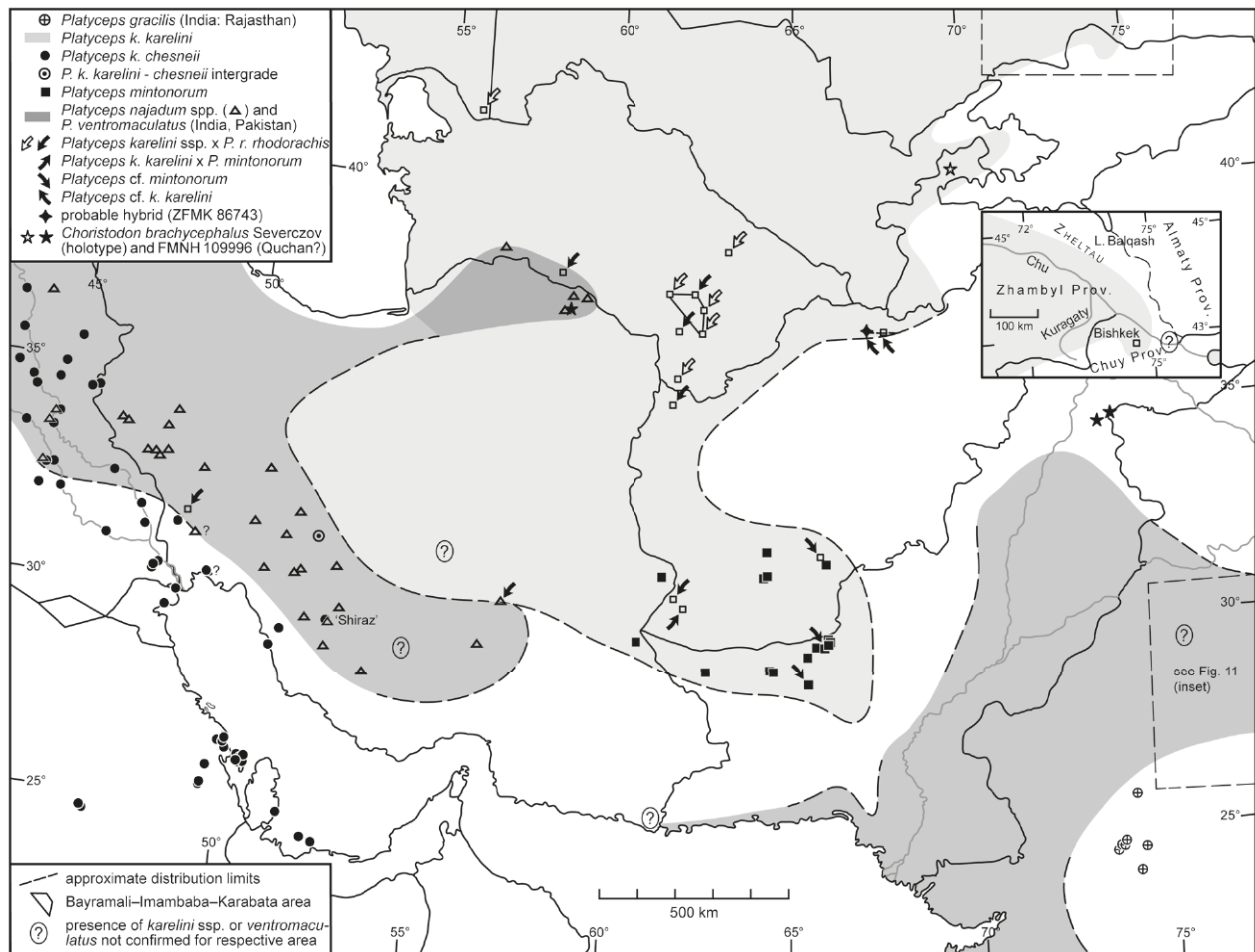 Platyceps gracilis (India: Rajasthan)
Platyceps k. karelini
Platyceps k. chesneii
P. k. karelini - chesneii intergrade
Platyceps mintonorum
Platyceps najadum spp. (△) and
P. ventromaculatus (India, Pakistan)
Platyceps karelini ssp. x P. r. rhodorachis
Platyceps k. karelini x P. mintonorum
Platyceps cf. mintonorum
Platyceps cf. k. karelini
probable hybrid (ZFMK 86743)
Choristodon brachycephalus Severczov
(holotype) and FMNH 109996 (Quchan?)
55°
60°
65°
70°
75°
40°
40°
45°
50°
35°
35°
72°
75°
45°
45°
ZHELTAU
L. Balqash
Almaty Prov.
Chu
Zhambyl Prov.
100 km
Kuragaty
Bishkek
43°
?
Chuy Prov.
75°
?
30°
?
?
'Shiraz'
?
30°
?
see Fig. 11
(inset)
25°
?
25°
50°
approximate distribution limits
Bayramali–Imambaba–Karabata area
? presence of karelini ssp. or ventromacu-
latus not confirmed for respective area
500 km
55°
60°
65°
70°
75°